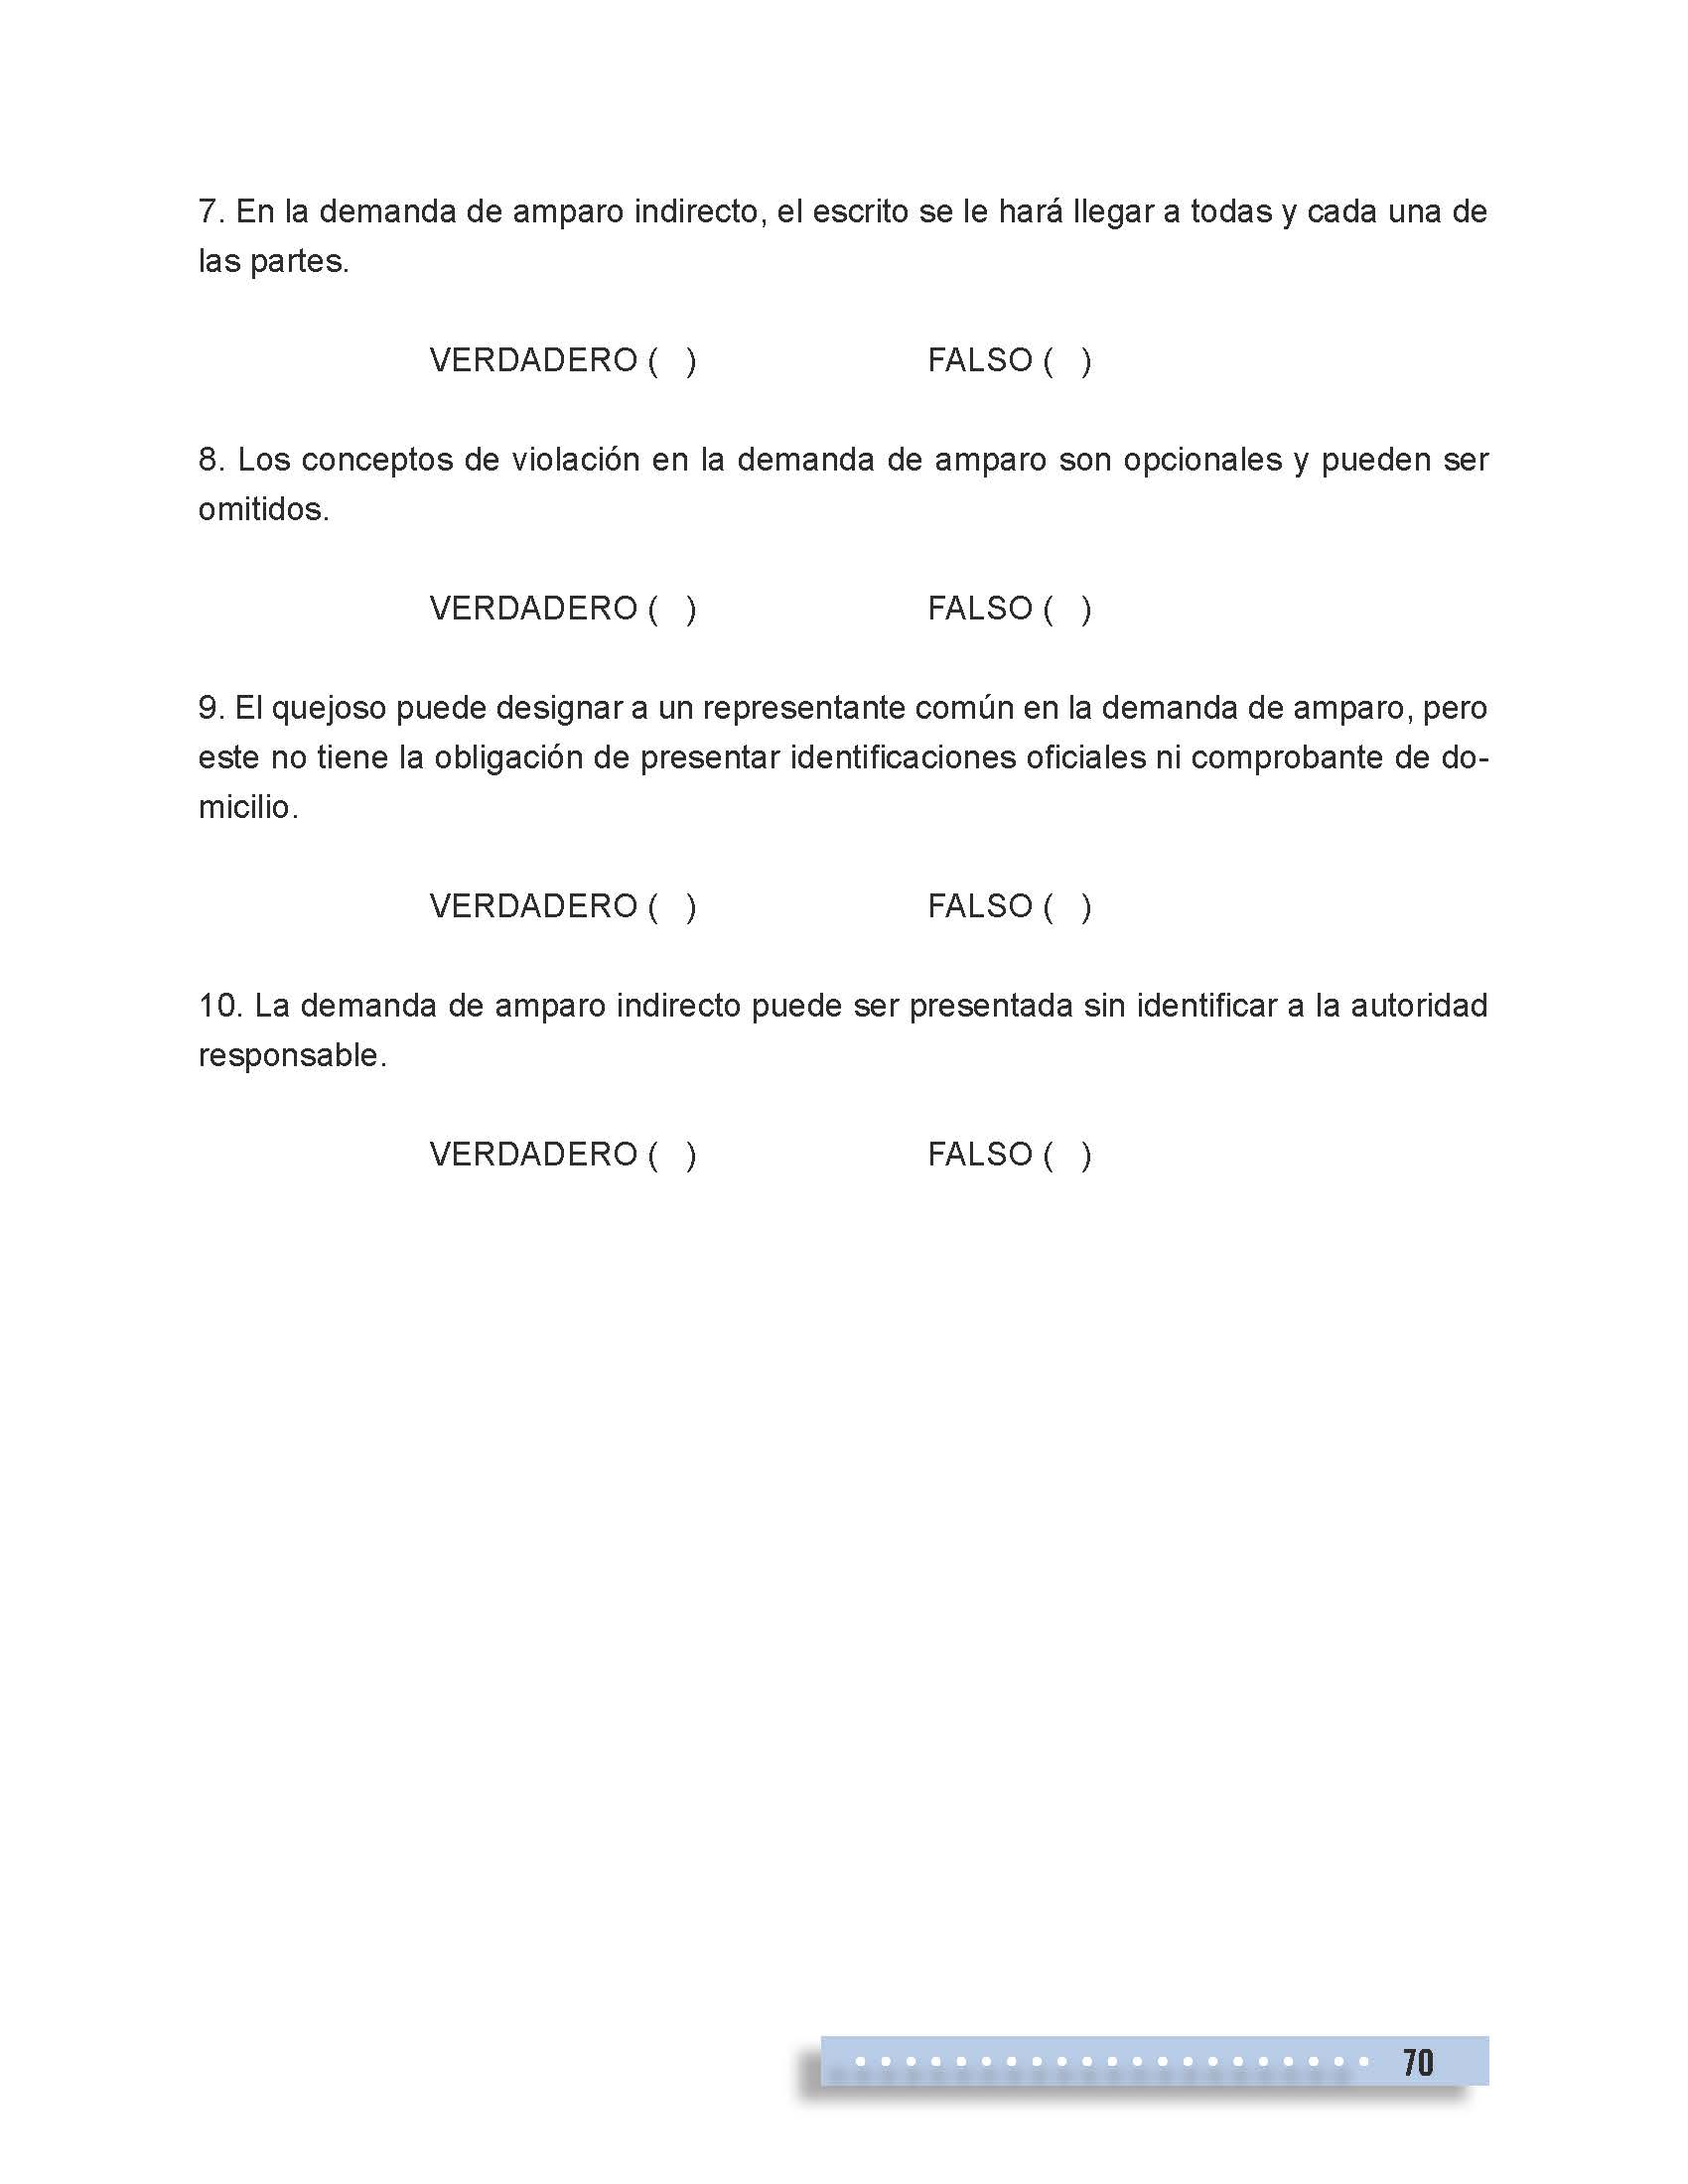 7. En la demanda de amparo indirecto, el escrito se le hará llegar a todas y cada una de
las partes.
VERDADERO (   ) FALSO (   )
8. Los conceptos de violación en la demanda de amparo son opcionales y pueden ser
omitidos.
VERDADERO (   ) FALSO (   )
9. El quejoso puede designar a un representante común en la demanda de amparo, pero
este no tiene la obligación de presentar identificaciones oficiales ni comprobante de do-
micilio.
VERDADERO (   ) FALSO (   )
10. La demanda de amparo indirecto puede ser presentada sin identificar a la autoridad
responsable.
VERDADERO (   ) FALSO (   )
70